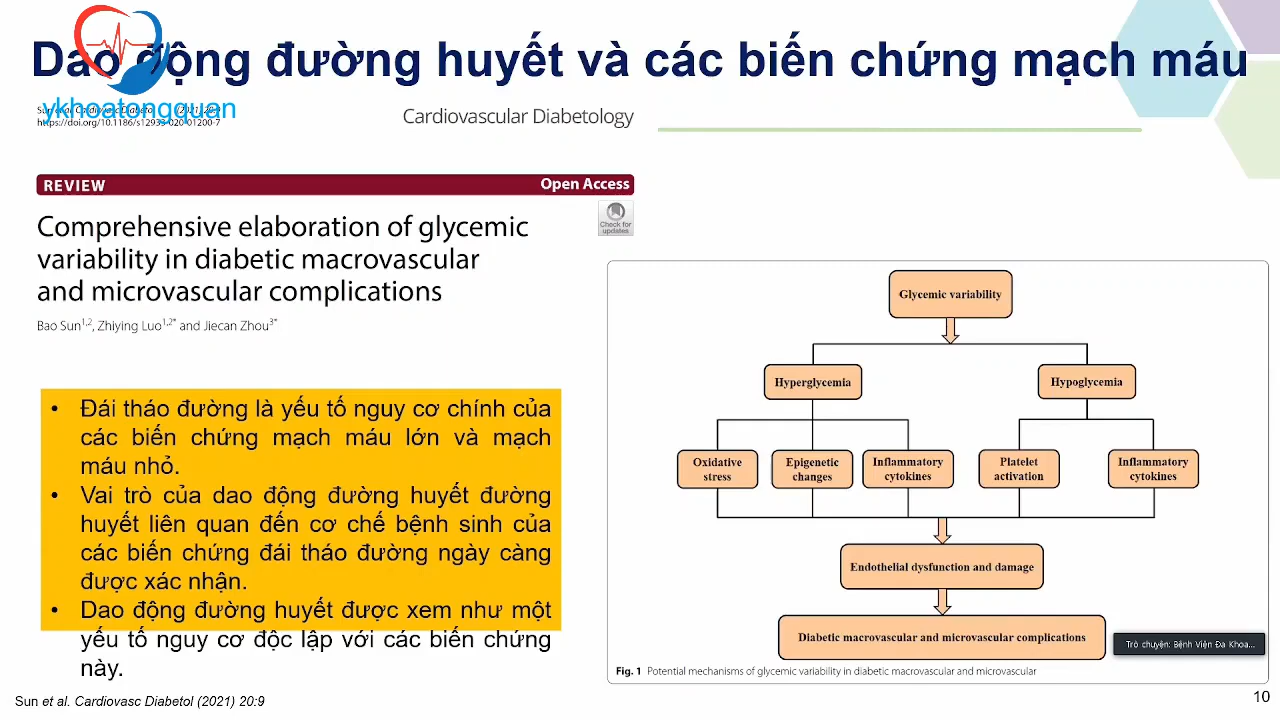 Dao động đường huyết và các biến chứng mạch máu
ykhoatongquan
https://doi.org/10.1186/s12933-020-01200-7
Cardiovascular Diabetology
REVIEW
Open Access
Check for
updates
Comprehensive elaboration of glycemic
variability in diabetic macrovascular
and microvascular complications
Bao Sun1,2, Zhiying Luo1,2* and Jiecan Zhou3*
• Đái tháo đường là yếu tố nguy cơ chính của
các biến chứng mạch máu lớn và mạch
máu nhỏ.
• Vai trò của dao động đường huyết đường
huyết liên quan đến cơ chế bệnh sinh của
các biến chứng đái tháo đường ngày càng
được xác nhận.
• Dao động đường huyết được xem như một
yếu tố nguy cơ độc lập với các biến chứng
này.
Glycemic variability
Hyperglycemia
Hypoglycemia
Oxidative
stress
Epigenetic
changes
Inflammatory
cytokines
Platelet
activation
Inflammatory
cytokines
Endothelial dysfunction and damage
Diabetic macrovascular and microvascular complications
Trò chuyện: Bệnh Viện Đa Khoa...
Fig. 1 Potential mechanisms of glycemic variability in diabetic macrovascular and microvascular
Sun et al. Cardiovasc Diabetol (2021) 20:9
10